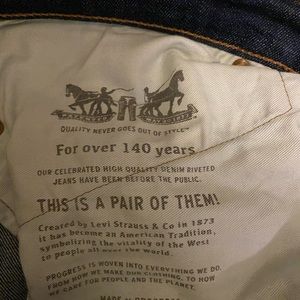 QUALITY NEVER GOES OUT OF STYLE™
For over 140 years
OUR CELEBRATED HIGH QUALITY DENIM RIVETED
JEANS HAVE BEEN BEFORE THE PUBLIC.
THIS IS A PAIR OF THEM!
Created by Levi Strauss & Co in 1873
it has become an American Tradition,
symbolizing the vitality of the West
to people all over the world.
PROGRESS IS WOVEN INTO EVERYTHING WE DO.
FROM HOW WE MAKE OUR CLOTHING, TO HOW
WE CARE FOR PEOPLE AND THE PLANET.